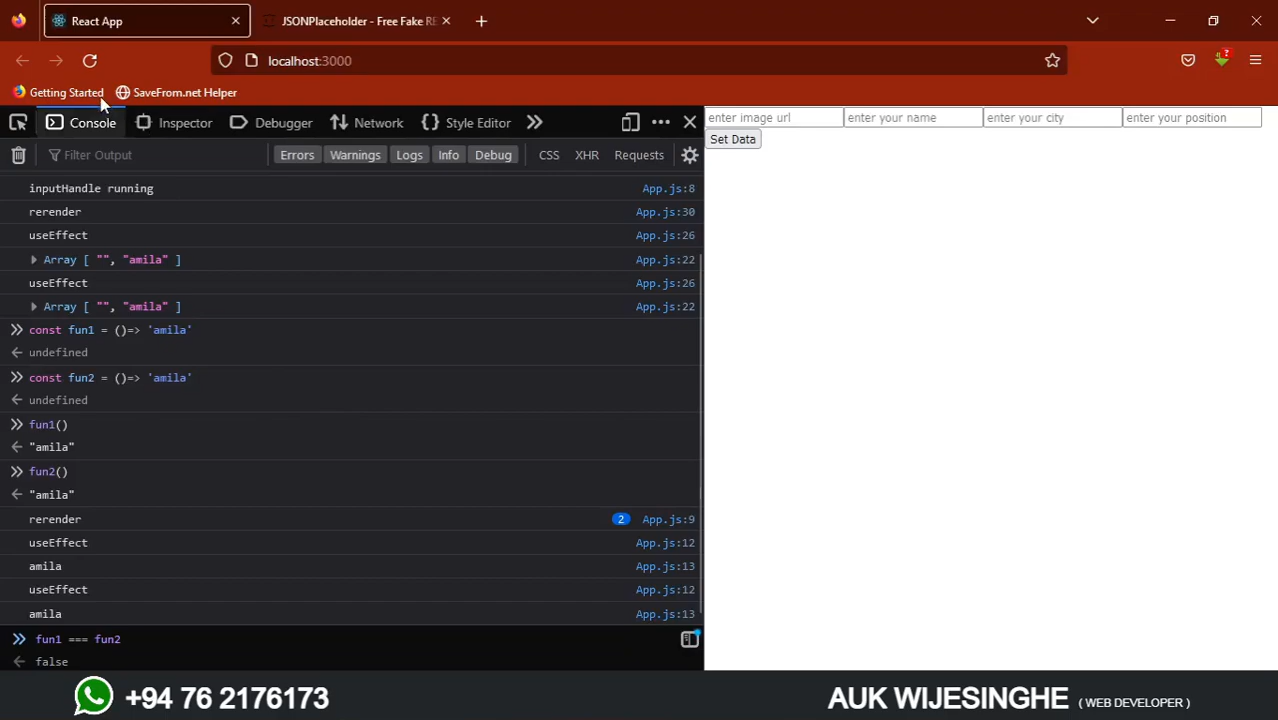 React App
JSONPlaceholder - Free Fake RE
localhost:3000
?
Getting Started
SaveFrom.net Helper
Console
Inspector
Debugger
Network
Style Editor
Filter Output
Errors
Warnings
Logs
Info
Debug
CSS
XHR
Requests
inputHandle running App.js:8
rerender App.js:30
useEffect App.js:26
Array [ "", "amila" ] App.js:22
useEffect App.js:26
Array [ "", "amila" ] App.js:22
const fun1 = ()=> 'amila'
undefined
const fun2 = ()=> 'amila'
undefined
fun1()
"amila"
fun2()
"amila"
rerender 2 App.js:9
useEffect App.js:12
amila App.js:13
useEffect App.js:12
amila App.js:13
fun1 === fun2
false
enter image url
enter your name
enter your city
enter your position
Set Data
+94 76 2176173
AUK WIJESINGHE ( WEB DEVELOPER )